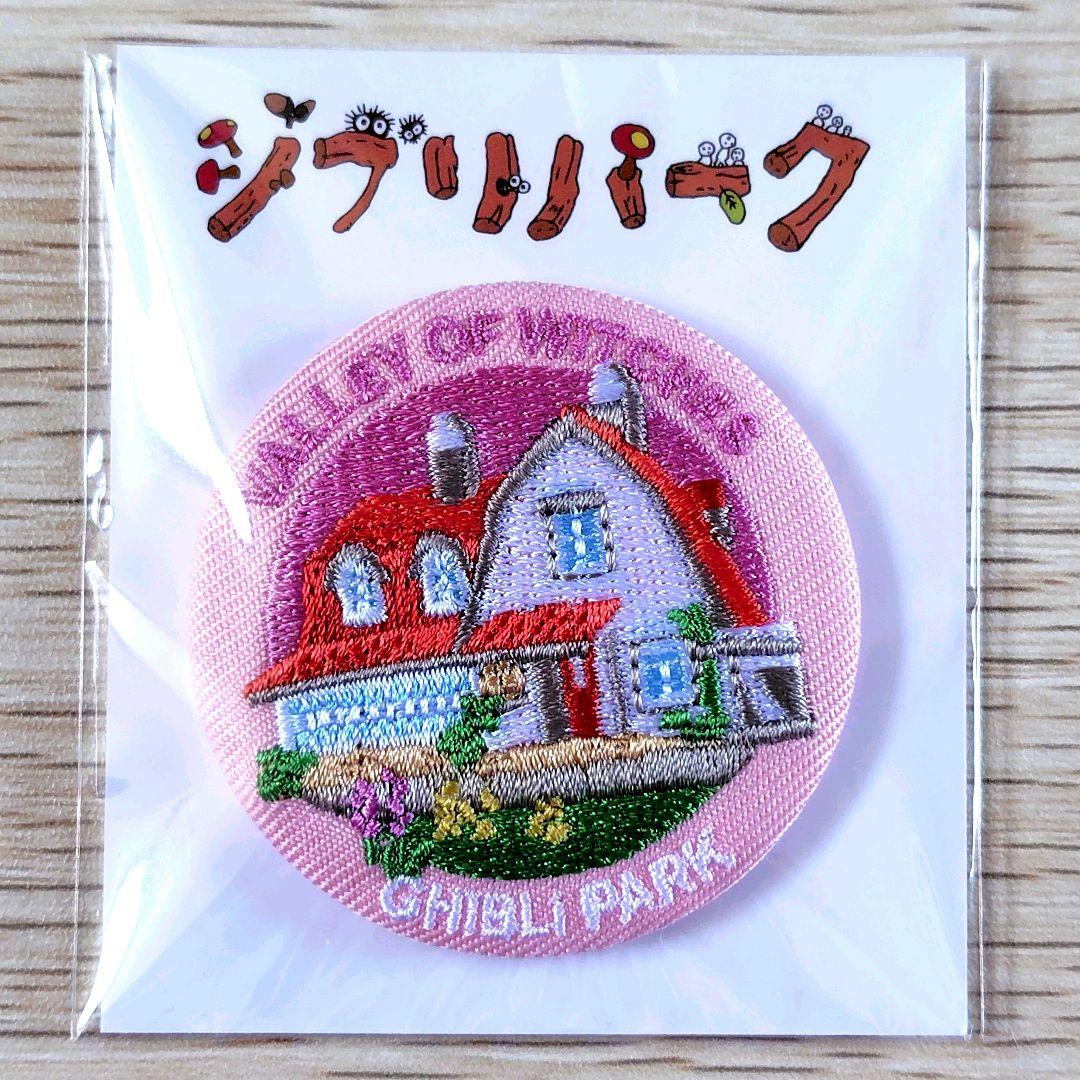 ジブリパーク
VALLEY OF WITCHES
GHIBLI PARK